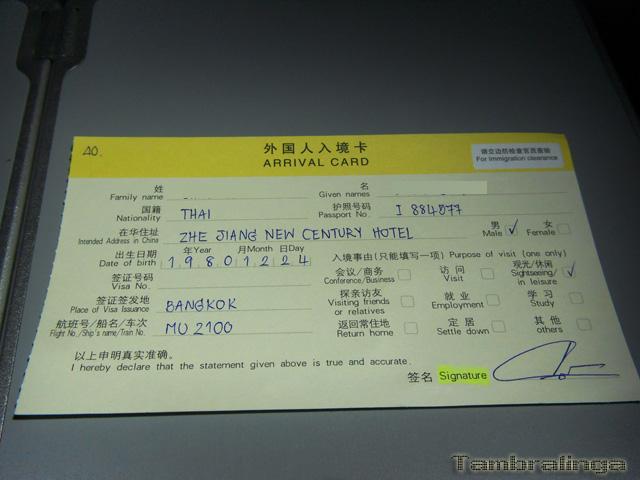 AO.
外国人入境卡
ARRIVAL CARD
请交边防检查官员查验
For Immigration clearance
姓 名
Family name Given names
国籍 THAI 护照号码 I 884877
Nationality Passport No.
在华住址 ZHE JIANG NEW CENTURY HOTEL 男 ✓ 女
Intended Address in China Male Female
出生日期 年Year 月Month 日Day 入境事由(只能填写一项) Purpose of visit (one only)
Date of birth 1 9 8 0 1 2 2 4
签证号码 会议/商务 访问 观光/休闲 ✓
Visa No. Conference/Business Visit Sightseeing/
in leisure
签证签发地 BANGKOK 探亲访友 就业 学习
Place of Visa Issuance Visiting friends Employment Study
or relatives
航班号/船名/车次 MU 2100 返回常住地 定居 其他
Flight No./Ship's name/Train No. Return home Settle down others
以上申明真实准确。
I hereby declare that the statement given above is true and accurate.
签名 Signature
Tambralinga